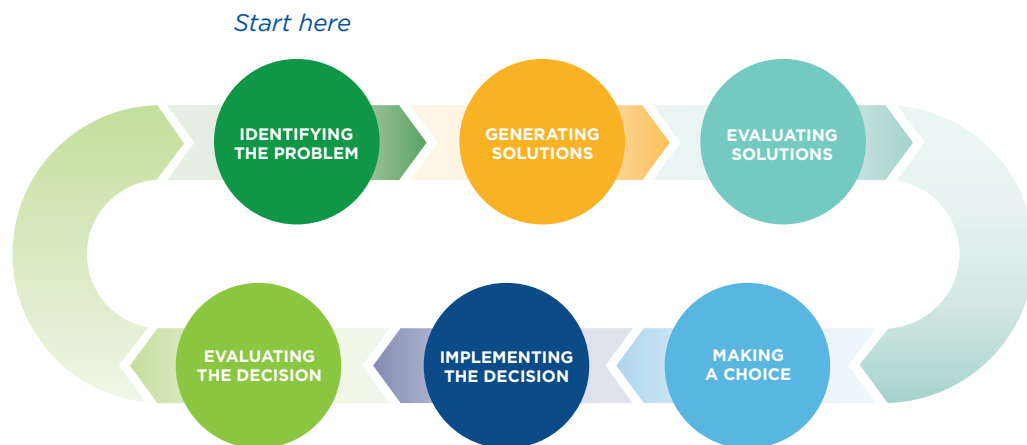 Start here
IDENTIFYING
THE PROBLEM
GENERATING
SOLUTIONS
EVALUATING
SOLUTIONS
MAKING
A CHOICE
IMPLEMENTING
THE DECISION
EVALUATING
THE DECISION